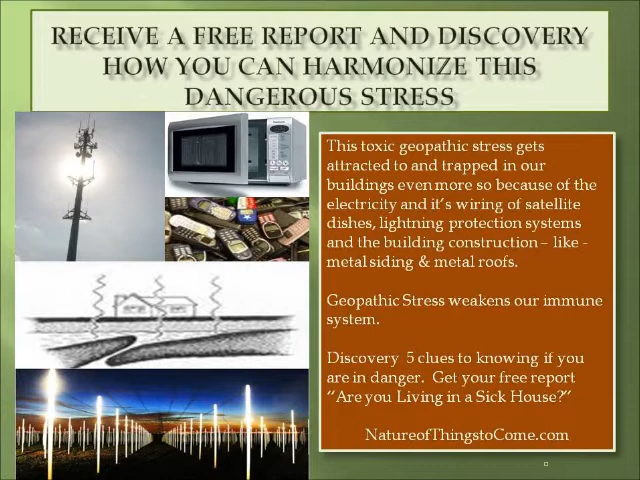 RECEIVE A FREE REPORT AND DISCOVERY
HOW YOU CAN HARMONIZE THIS
DANGEROUS STRESS
This toxic geopathic stress gets
attracted to and trapped in our
buildings even more so because of the
electricity and it's wiring of satellite
dishes, lightning protection systems
and the building construction – like -
metal siding & metal roofs.
Geopathic Stress weakens our immune
system.
Discovery 5 clues to knowing if you
are in danger. Get your free report
“Are you Living in a Sick House?”
NatureofThingstoCome.com